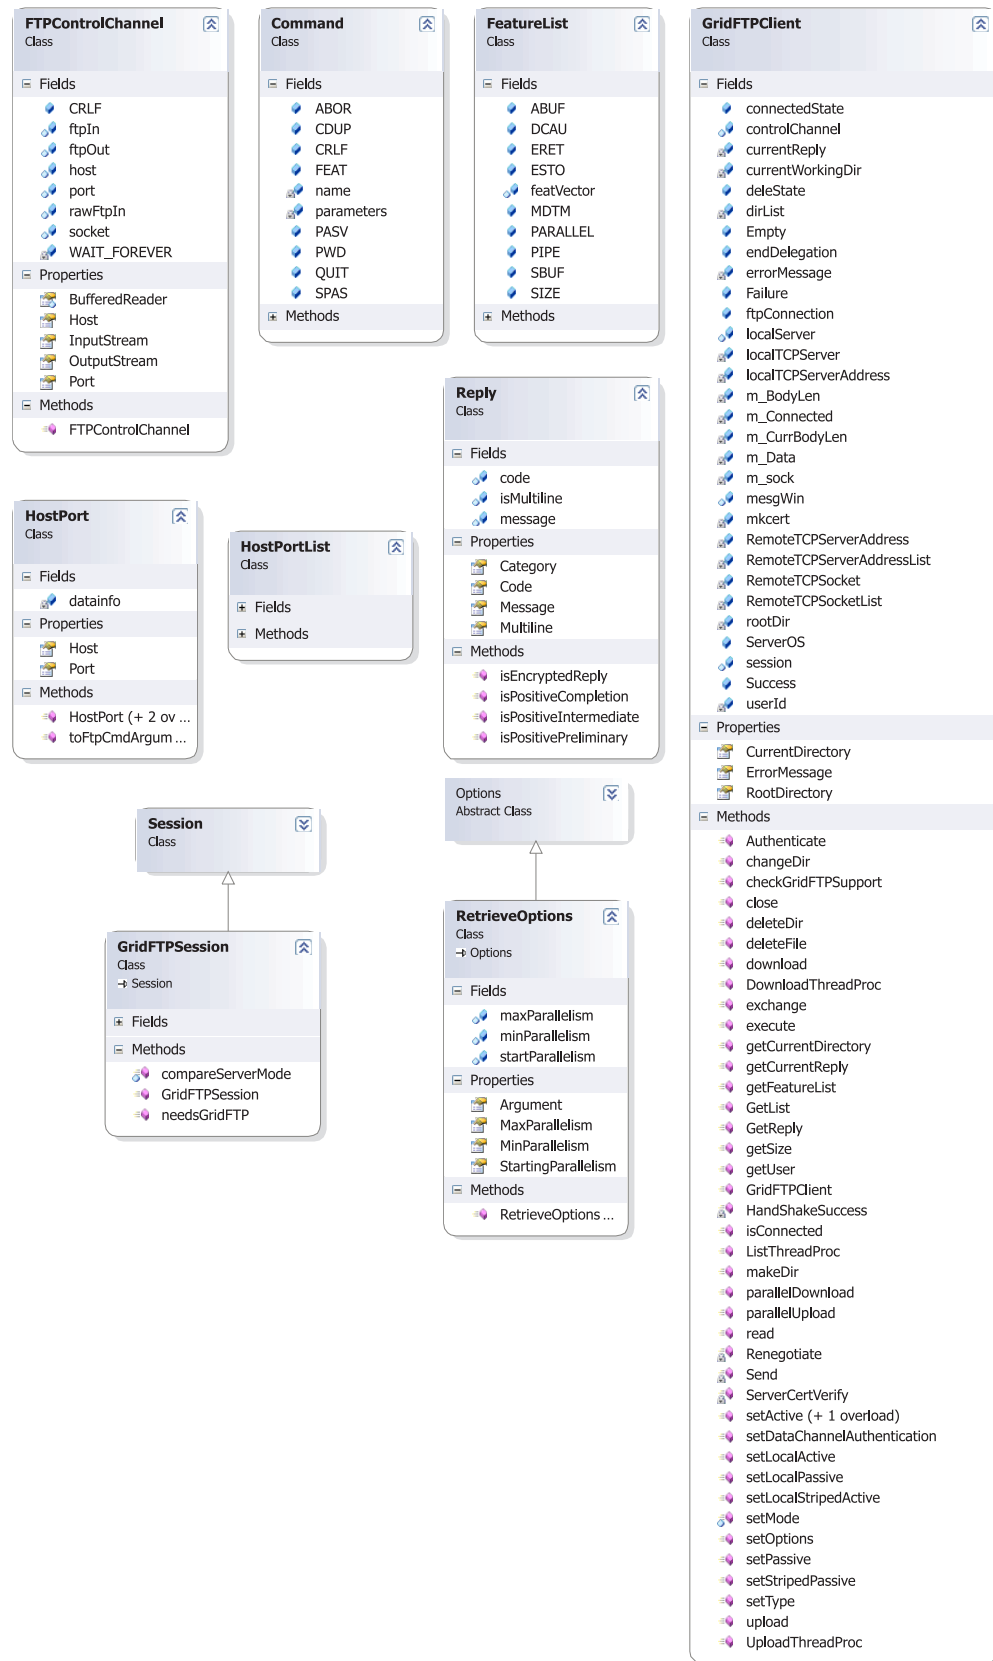 FTPControlChannel
Class
Fields
CRLF
ftpIn
ftpOut
host
port
rawFtpIn
socket
WAIT_FOREVER
Properties
BufferedReader
Host
InputStream
OutputStream
Port
Methods
FTPControlChannel
Command
Class
Fields
ABOR
CDUP
CRLF
FEAT
name
parameters
PASV
PWD
QUIT
SPAS
Methods
FeatureList
Class
Fields
ABUF
DCAU
ERET
ESTO
featVector
MDTM
PARALLEL
PIPE
SBUF
SIZE
Methods
Reply
Class
Fields
code
isMultiline
message
Properties
Category
Code
Message
Multiline
Methods
isEncryptedReply
isPositiveCompletion
isPositiveIntermediate
isPositivePreliminary
HostPort
Class
Fields
datainfo
Properties
Host
Port
Methods
HostPort (+ 2 ov ...
toFtpCmdArgum ...
HostPortList
Class
Fields
Methods
Session
Class
GridFTPSession
Class
Session
Fields
Methods
compareServerMode
GridFTPSession
needsGridFTP
Options
Abstract Class
RetrieveOptions
Class
Options
Fields
maxParallelism
minParallelism
startParallelism
Properties
Argument
MaxParallelism
MinParallelism
StartingParallelism
Methods
RetrieveOptions ...
GridFTPClient
Class
Fields
connectedState
controlChannel
currentReply
currentWorkingDir
deleState
dirList
Empty
endDelegation
errorMessage
Failure
ftpConnection
localServer
localTCPServer
localTCPServerAddress
m_BodyLen
m_Connected
m_CurrBodyLen
m_Data
m_sock
mesgWin
mkcert
RemoteTCPServerAddress
RemoteTCPServerAddressList
RemoteTCPSocket
RemoteTCPSocketList
rootDir
ServerOS
session
Success
userId
Properties
CurrentDirectory
ErrorMessage
RootDirectory
Methods
Authenticate
changeDir
checkGridFTPSupport
close
deleteDir
deleteFile
download
DownloadThreadProc
exchange
execute
getCurrentDirectory
getCurrentReply
getFeatureList
GetList
GetReply
getSize
getUser
GridFTPClient
HandShakeSuccess
isConnected
ListThreadProc
makeDir
parallelDownload
parallelUpload
read
Renegotiate
Send
ServerCertVerify
setActive (+ 1 overload)
setDataChannelAuthentication
setLocalActive
setLocalPassive
setLocalStripedActive
setMode
setOptions
setPassive
setStripedPassive
setType
upload
UploadThreadProc